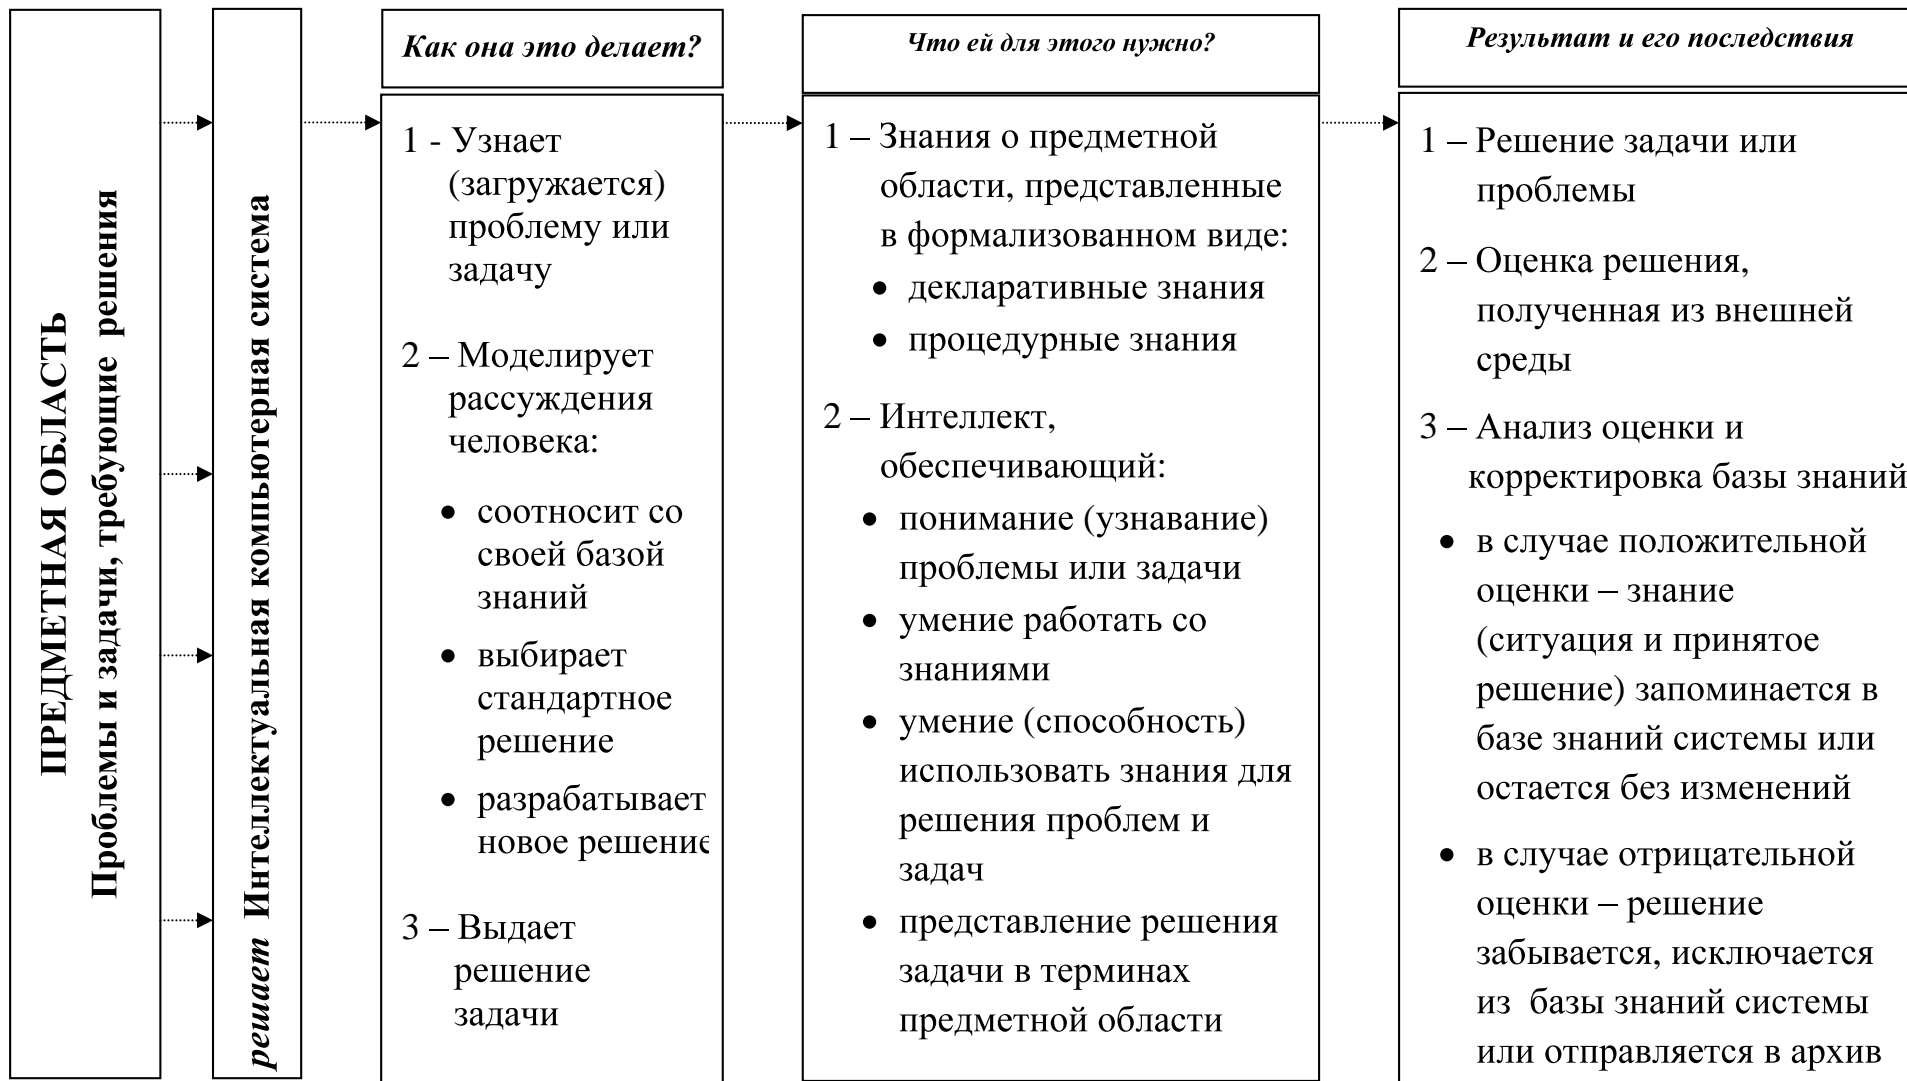 ПРЕДМЕТНАЯ ОБЛАСТЬ
Проблемы и задачи, требующие решения
решает Интеллектуальная компьютерная система
Как она это делает?
1 - Узнает
(загружается)
проблему или
задачу
2 – Моделирует
рассуждения
человека:
• соотносит со
своей базой
знаний
• выбирает
стандартное
решение
• разрабатывает
новое решение
3 – Выдает
решение
задачи
Что ей для этого нужно?
1 – Знания о предметной
области, представленные
в формализованном виде:
• декларативные знания
• процедурные знания
2 – Интеллект,
обеспечивающий:
• понимание (узнавание)
проблемы или задачи
• умение работать со
знаниями
• умение (способность)
использовать знания для
решения проблем и
задач
• представление решения
задачи в терминах
предметной области
Результат и его последствия
1 – Решение задачи или
проблемы
2 – Оценка решения,
полученная из внешней
среды
3 – Анализ оценки и
корректировка базы знаний
• в случае положительной
оценки – знание
(ситуация и принятое
решение) запоминается в
базе знаний системы или
остается без изменений
• в случае отрицательной
оценки – решение
забывается, исключается
из базы знаний системы
или отправляется в архив